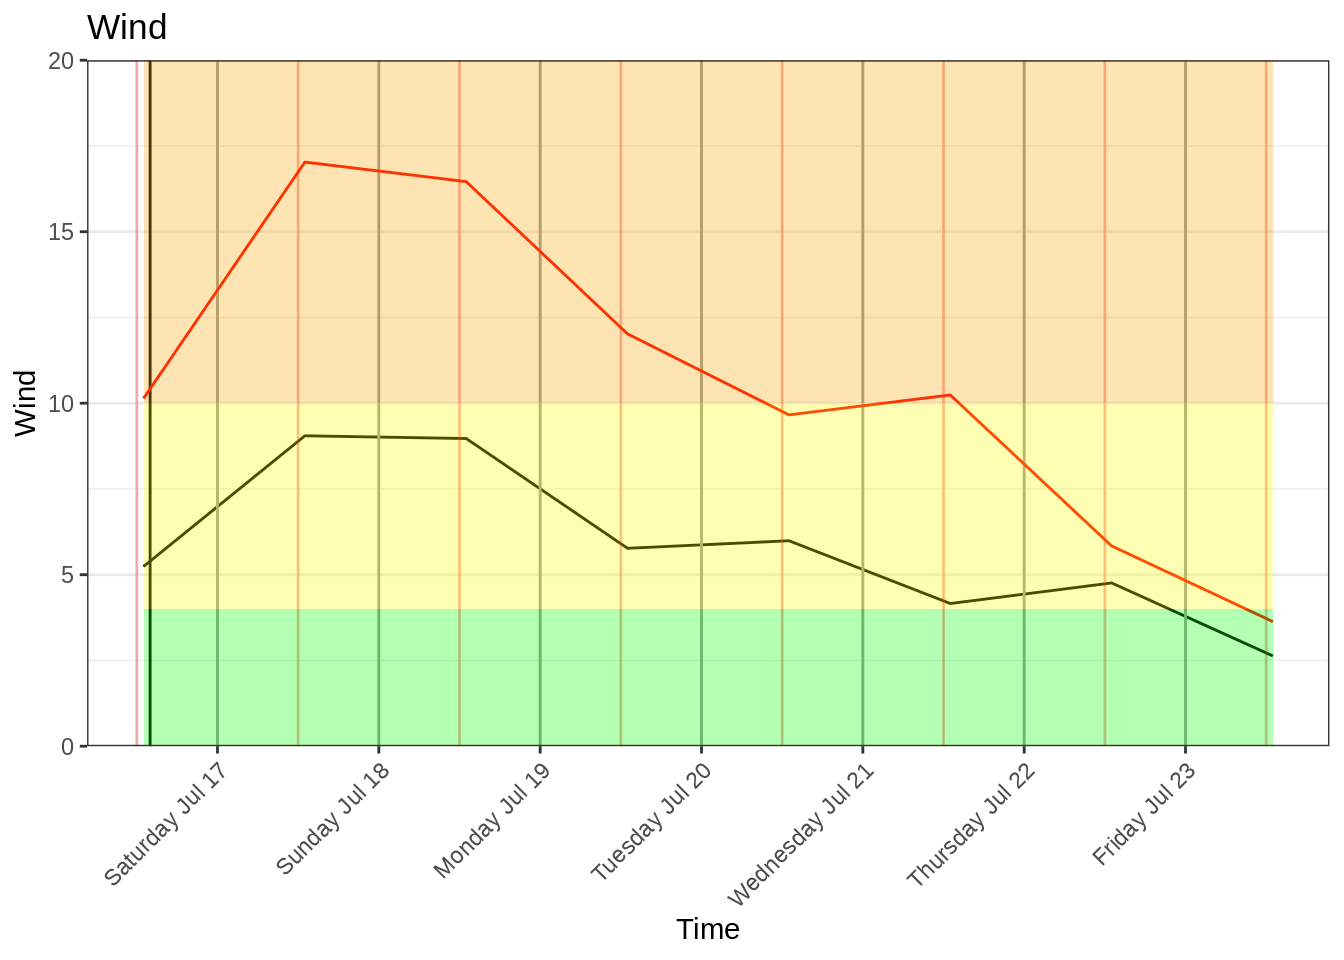 Wind
20
15
10
5
0
Wind
Saturday Jul 17
Sunday Jul 18
Monday Jul 19
Tuesday Jul 20
Wednesday Jul 21
Thursday Jul 22
Friday Jul 23
Time